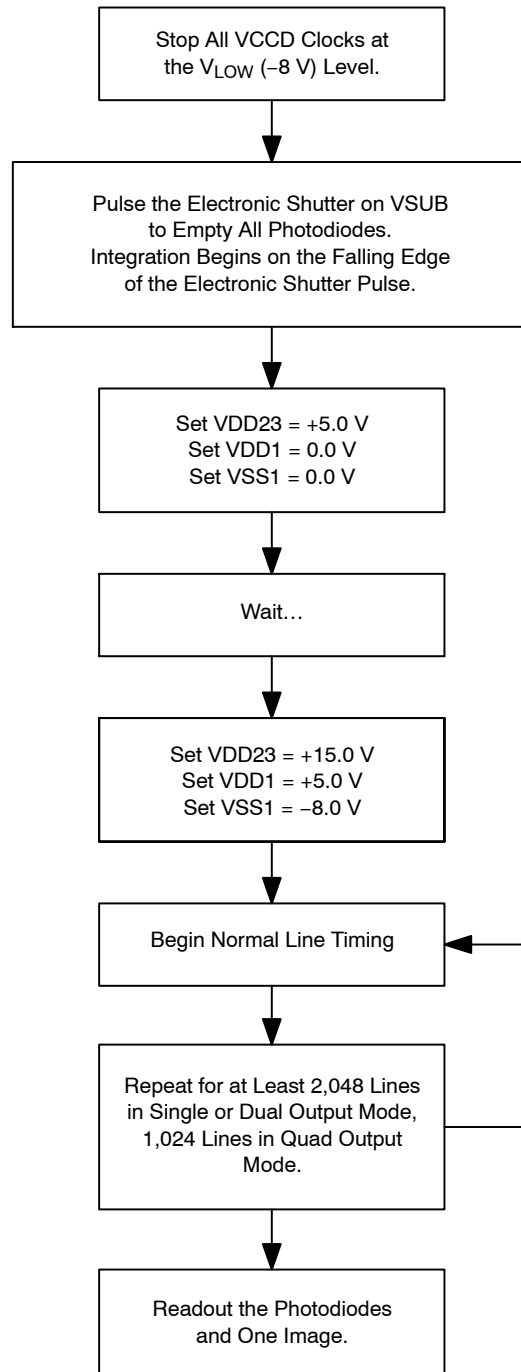 Stop All VCCD Clocks at
the VLOW (−8 V) Level.
Pulse the Electronic Shutter on VSUB
to Empty All Photodiodes.
Integration Begins on the Falling Edge
of the Electronic Shutter Pulse.
Set VDD23 = +5.0 V
Set VDD1 = 0.0 V
Set VSS1 = 0.0 V
Wait…
Set VDD23 = +15.0 V
Set VDD1 = +5.0 V
Set VSS1 = −8.0 V
Begin Normal Line Timing
Repeat for at Least 2,048 Lines
in Single or Dual Output Mode,
1,024 Lines in Quad Output
Mode.
Readout the Photodiodes
and One Image.